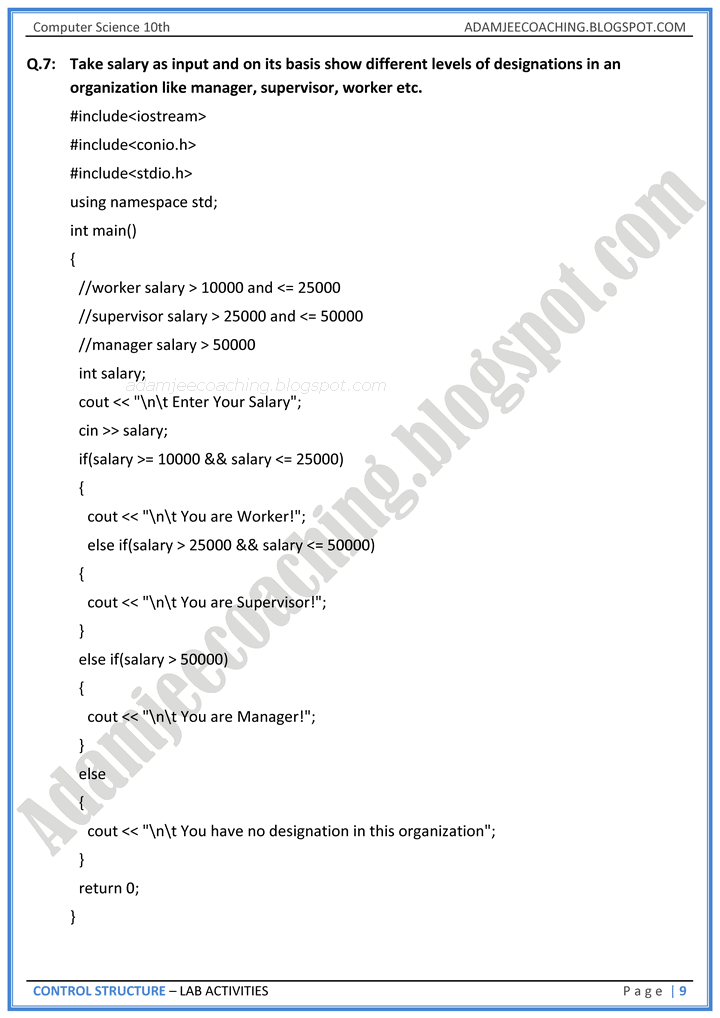 Computer Science 10th ADAMJEECOACHING.BLOGSPOT.COM
Q.7: Take salary as input and on its basis show different levels of designations in an
organization like manager, supervisor, worker etc.
#include<iostream>
#include<conio.h>
#include<stdio.h>
using namespace std;
int main()
{
//worker salary > 10000 and <= 25000
//supervisor salary > 25000 and <= 50000
//manager salary > 50000
int salary;
adamjeecoaching.blogspot.com
cout << "\n\t Enter Your Salary";
cin >> salary;
if(salary >= 10000 && salary <= 25000)
{
cout << "\n\t You are Worker!";
else if(salary > 25000 && salary <= 50000)
{
cout << "\n\t You are Supervisor!";
}
else if(salary > 50000)
{
cout << "\n\t You are Manager!";
}
else
{
cout << "\n\t You have no designation in this organization";
}
return 0;
}
Adamjeecoaching.blogspot.com
CONTROL STRUCTURE – LAB ACTIVITIES Page | 9